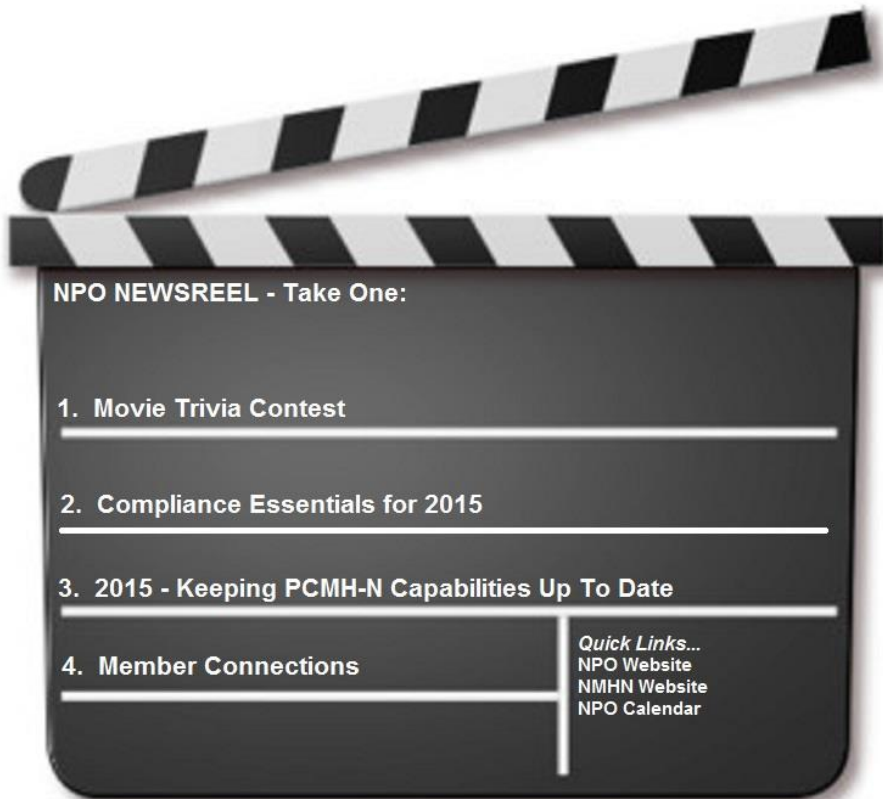 NPO NEWSREEL - Take One:
1. Movie Trivia Contest
2. Compliance Essentials for 2015
3. 2015 - Keeping PCMH-N Capabilities Up To Date
4. Member Connections
Quick Links...
NPO Website
NMHN Website
NPO Calendar